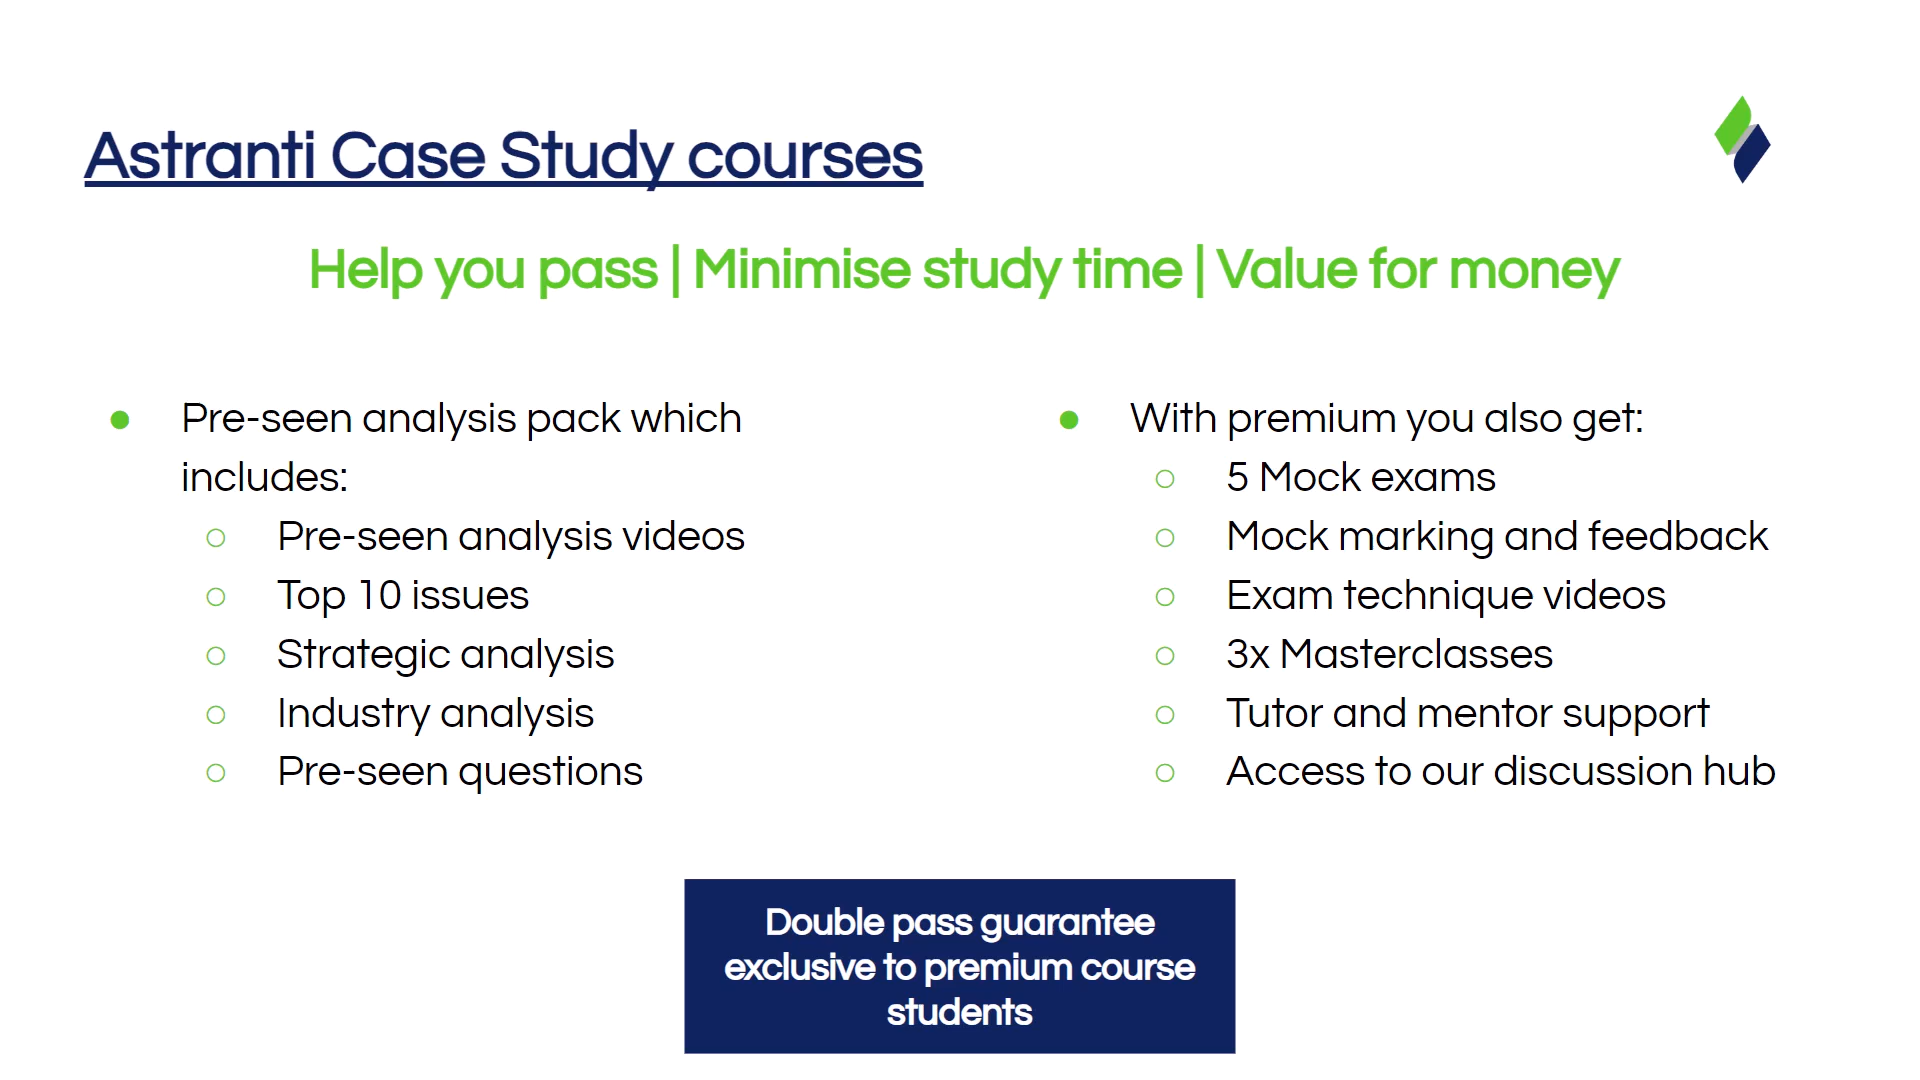 Astranti Case Study courses
Help you pass | Minimise study time | Value for money
● Pre-seen analysis pack which
includes:
○ Pre-seen analysis videos
○ Top 10 issues
○ Strategic analysis
○ Industry analysis
○ Pre-seen questions
● With premium you also get:
○ 5 Mock exams
○ Mock marking and feedback
○ Exam technique videos
○ 3x Masterclasses
○ Tutor and mentor support
○ Access to our discussion hub
Double pass guarantee
exclusive to premium course
students